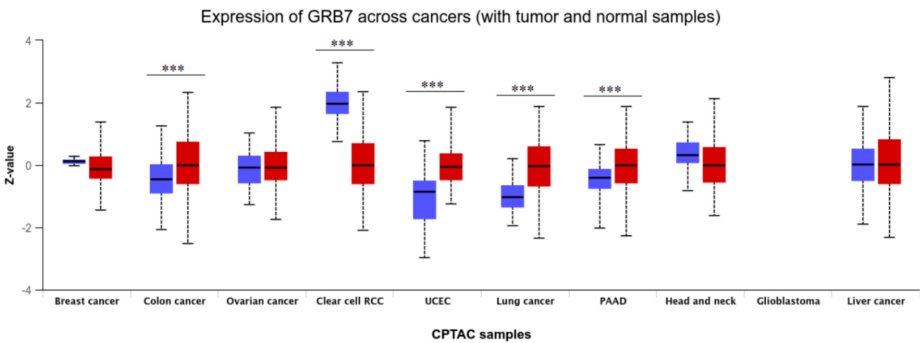 Expression of GRB7 across cancers (with tumor and normal samples)
4
2
0
-2
-4
Z-value
***
***
***
***
***
Breast cancer
Colon cancer
Ovarian cancer
Clear cell RCC
UCEC
Lung cancer
PAAD
Head and neck
Glioblastoma
Liver cancer
CPTAC samples